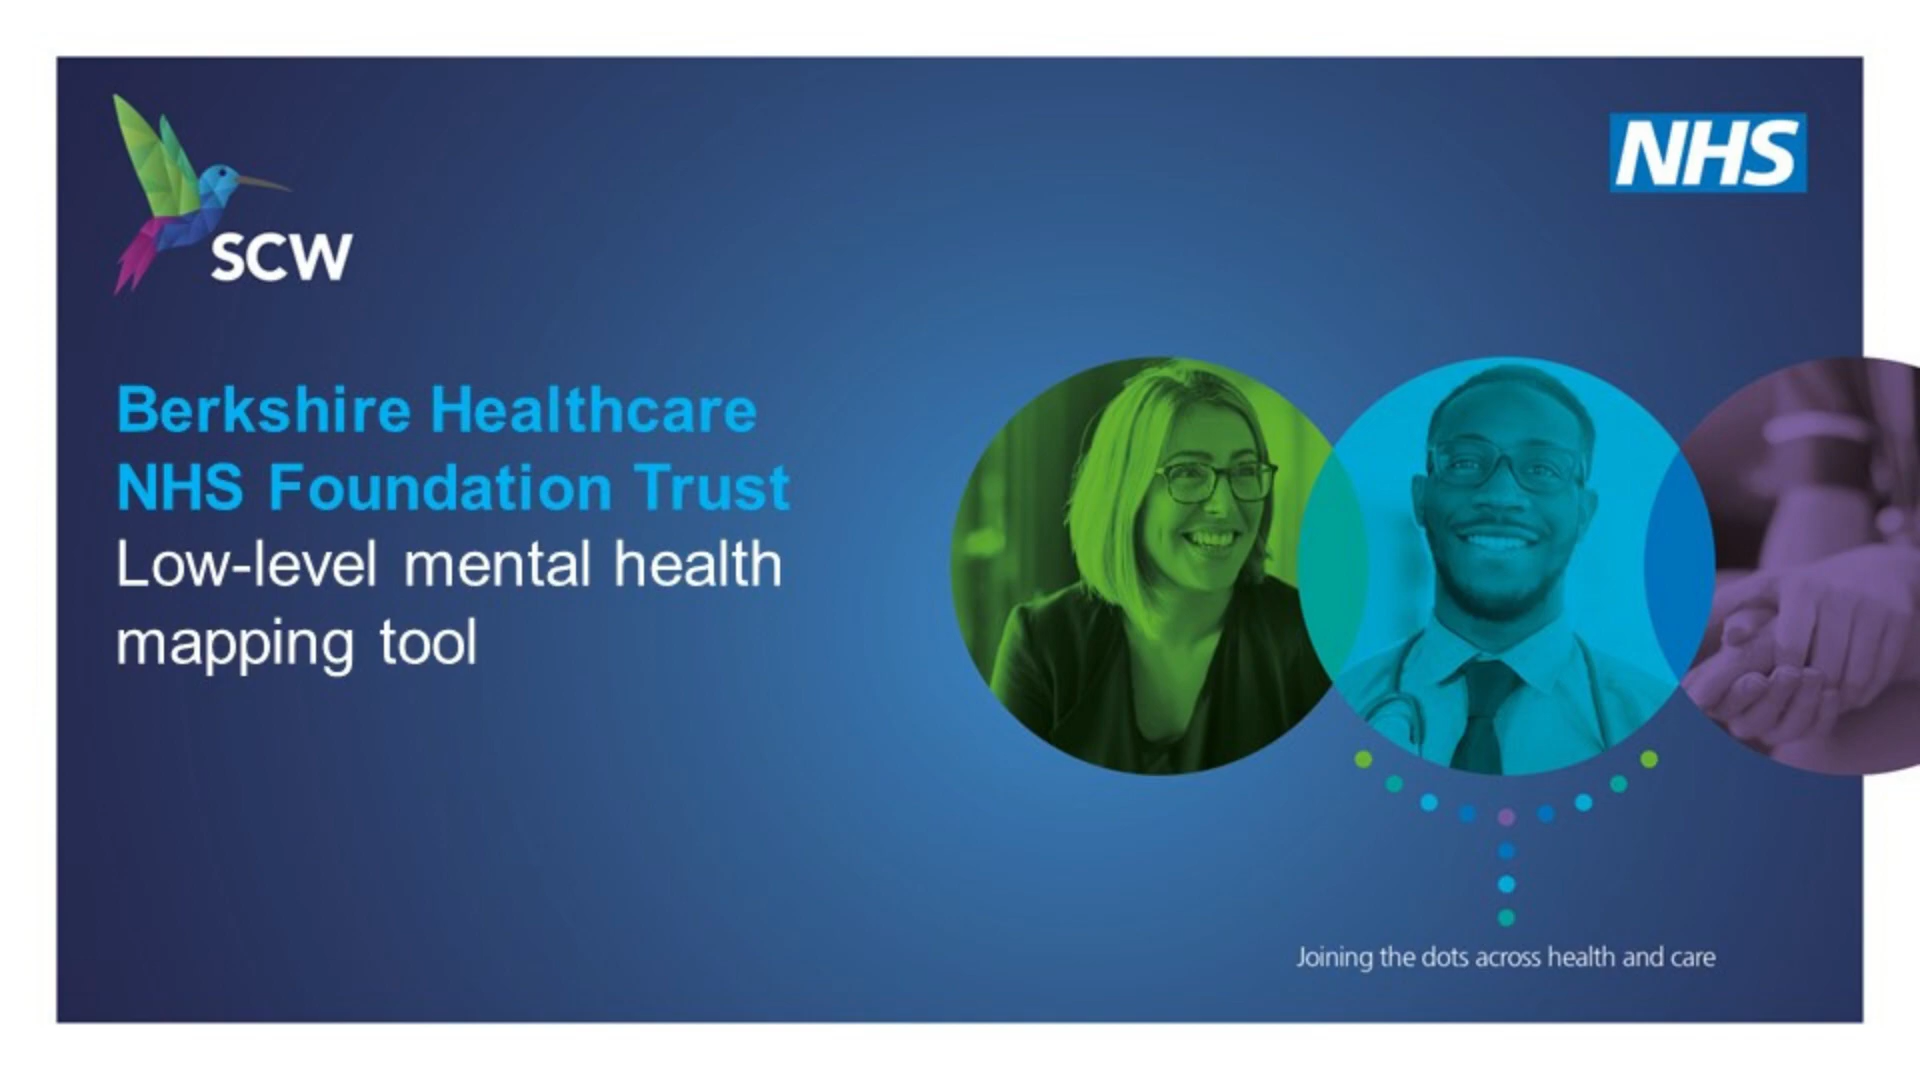 SCW
NHS
Berkshire Healthcare
NHS Foundation Trust
Low-level mental health
mapping tool
Joining the dots across health and care